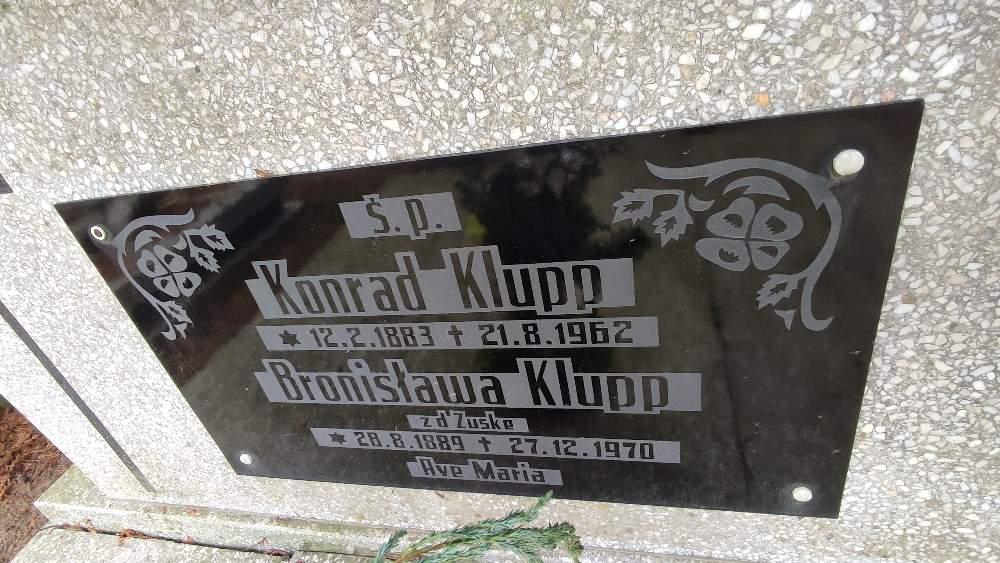 Ś.p.
Konrad Klupp
* 12.2.1883 † 21.8.1962
Bronisława Klupp
z d'Zuske
* 28.8.1889 † 27.12.1970
Ave Maria